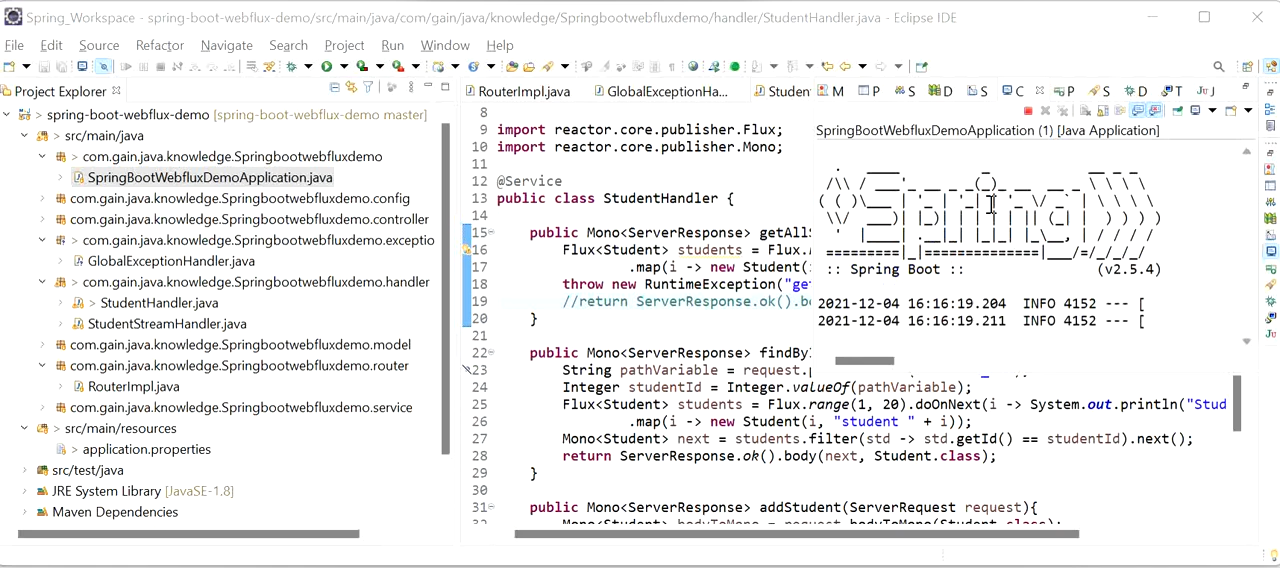 Spring_Workspace - spring-boot-webflux-demo/src/main/java/com/gain/java/knowledge/Springbootwebfluxdemo/handler/StudentHandler.java - Eclipse IDE
File Edit Source Refactor Navigate Search Project Run Window Help
Project Explorer
RouterImpl.java GlobalExceptionHa... Studen M P S D S C P S D T J
spring-boot-webflux-demo [spring-boot-webflux-demo master]
src/main/java
com.gain.java.knowledge.Springbootwebfluxdemo
SpringBootWebfluxDemoApplication.java
com.gain.java.knowledge.Springbootwebfluxdemo.config
com.gain.java.knowledge.Springbootwebfluxdemo.controller
com.gain.java.knowledge.Springbootwebfluxdemo.exceptio
GlobalExceptionHandler.java
com.gain.java.knowledge.Springbootwebfluxdemo.handler
> StudentHandler.java
StudentStreamHandler.java
com.gain.java.knowledge.Springbootwebfluxdemo.model
com.gain.java.knowledge.Springbootwebfluxdemo.router
RouterImpl.java
com.gain.java.knowledge.Springbootwebfluxdemo.service
src/main/resources
application.properties
src/test/java
JRE System Library [JavaSE-1.8]
Maven Dependencies
8
9 import reactor.core.publisher.Flux;
10 import reactor.core.publisher.Mono;
11
12 @Service
13 public class StudentHandler {
14
15 public Mono<ServerResponse> getAllS
16 Flux<Student> students = Flux.
17 .map(i -> new Student(i
18 throw new RuntimeException("ge
19 //return ServerResponse.ok().b
20 }
21
22 public Mono<ServerResponse> findBy
23 String pathVariable = request.
24 Integer studentId = Integer.valueOf(pathVariable);
25 Flux<Student> students = Flux.range(1, 20).doOnNext(i -> System.out.println("Stud
26 .map(i -> new Student(i, "student " + i));
27 Mono<Student> next = students.filter(std -> std.getId() == studentId).next();
28 return ServerResponse.ok().body(next, Student.class);
29 }
30
31 public Mono<ServerResponse> addStudent(ServerRequest request){
32 Mono<Student> bodyToMono = request.bodyToMono(Student.class);
SpringBootWebfluxDemoApplication (1) [Java Application]
Spring
:: Spring Boot :: (v2.5.4)
2021-12-04 16:16:19.204 INFO 4152 --- [
2021-12-04 16:16:19.211 INFO 4152 --- [